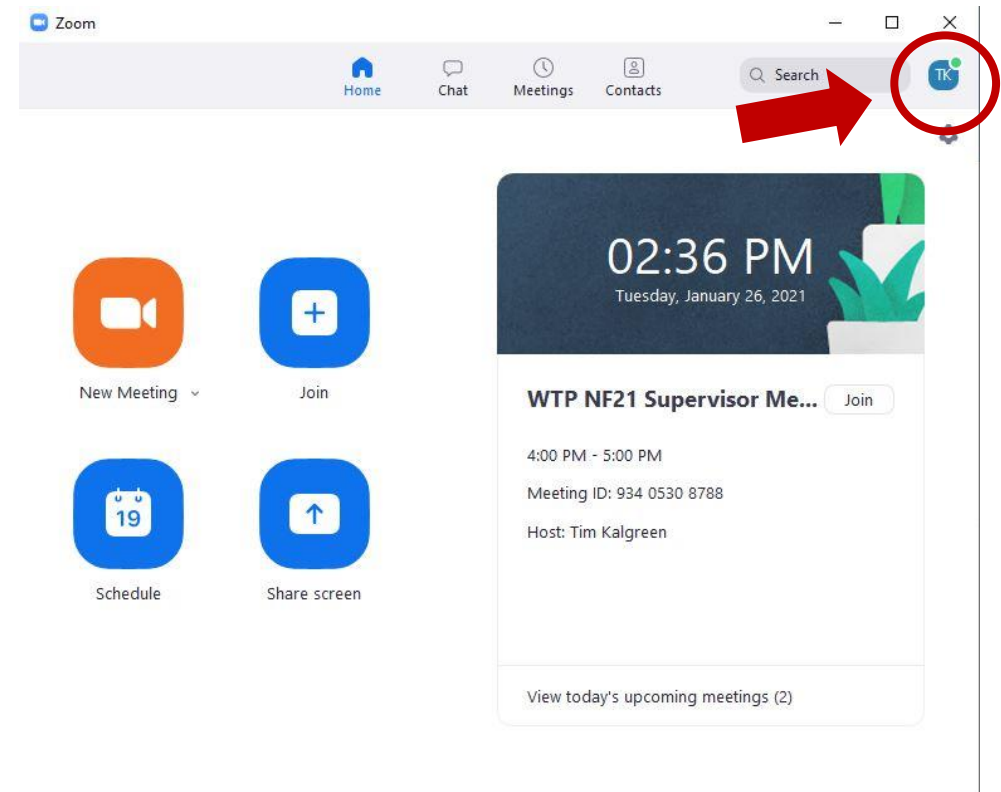 Zoom
Home Chat Meetings Contacts Search TK
02:36 PM
Tuesday, January 26, 2021
New Meeting Join
WTP NF21 Supervisor Me... Join
4:00 PM - 5:00 PM
Meeting ID: 934 0530 8788
19
Host: Tim Kalgreen
Schedule Share screen
View today's upcoming meetings (2)